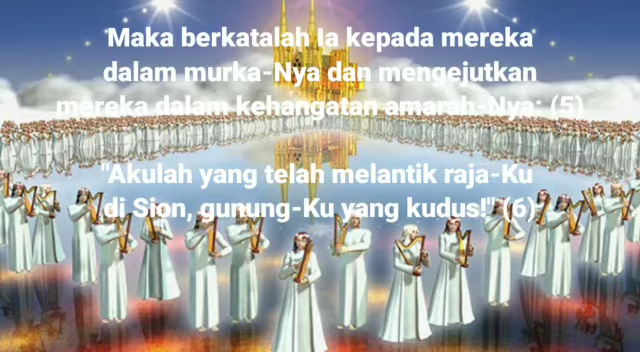 Maka berkatalah Ia kepada mereka
dalam murka-Nya dan mengejutkan
mereka dalam kehangatan amarah-Nya: (5)
"Akulah yang telah melantik raja-Ku
di Sion, gunung-Ku yang kudus!" (6)